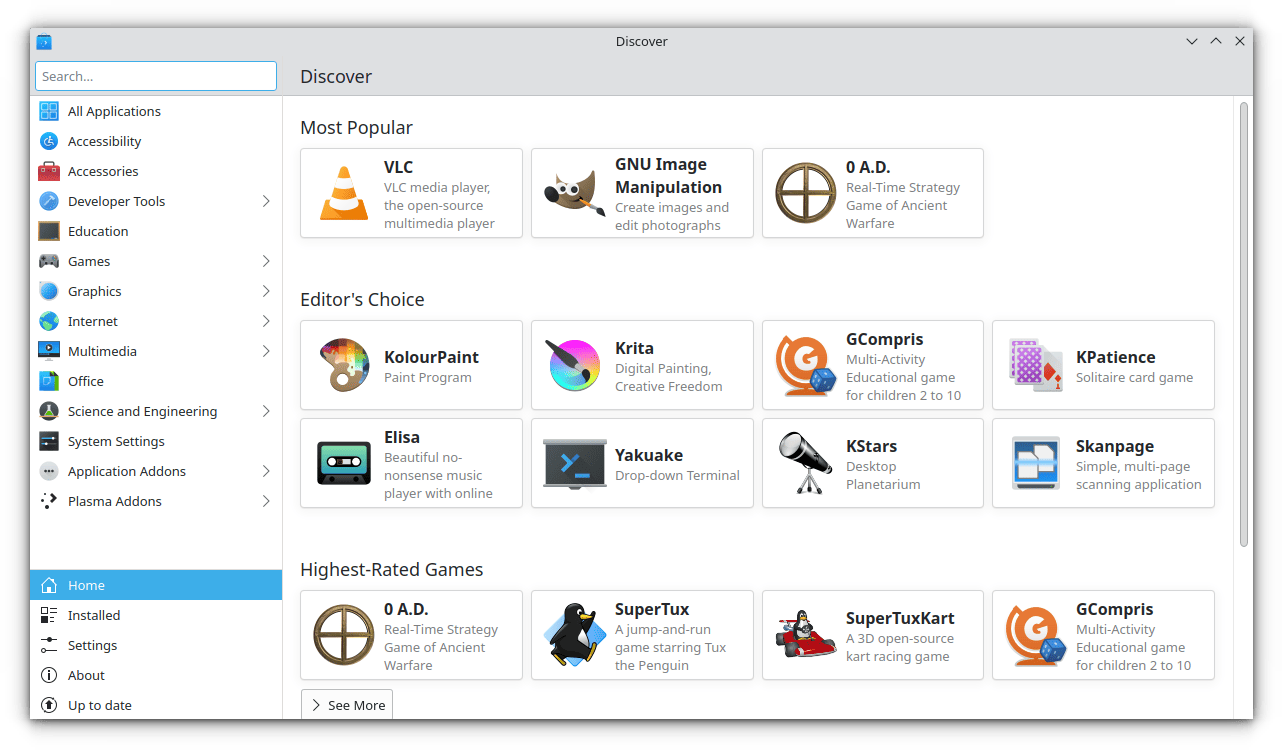 Discover
Search...
Discover
All Applications
Accessibility
Accessories
Developer Tools
Education
Games
Graphics
Internet
Multimedia
Office
Science and Engineering
System Settings
Application Addons
Plasma Addons
Home
Installed
Settings
About
Up to date
Most Popular
VLC
VLC media player,
the open-source
multimedia player
GNU Image
Manipulation
Create images and
edit photographs
0 A.D.
Real-Time Strategy
Game of Ancient
Warfare
Editor's Choice
KolourPaint
Paint Program
Krita
Digital Painting,
Creative Freedom
GCompris
Multi-Activity
Educational game
for children 2 to 10
KPatience
Solitaire card game
Elisa
Beautiful no-
nonsense music
player with online
Yakuake
Drop-down Terminal
KStars
Desktop
Planetarium
Skanpage
Simple, multi-page
scanning application
Highest-Rated Games
0 A.D.
Real-Time Strategy
Game of Ancient
Warfare
SuperTux
A jump-and-run
game starring Tux
the Penguin
SuperTuxKart
A 3D open-source
kart racing game
GCompris
Multi-Activity
Educational game
for children 2 to 10
See More